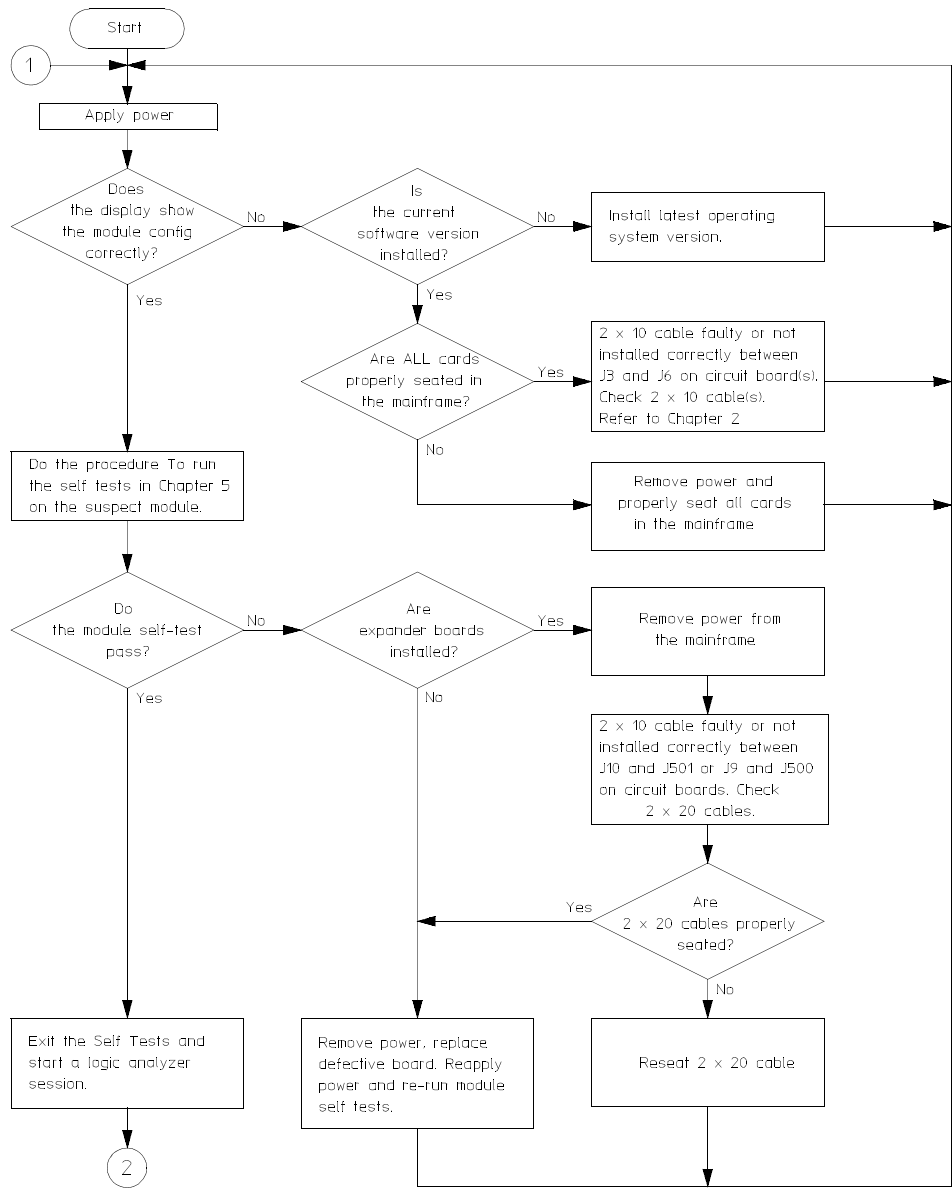 Start
1
Apply power
Does
the display show
the module config
correctly?
No
Is
the current
software version
installed?
No
Install latest operating
system version.
Yes
Yes
Are ALL cards
properly seated in
the mainframe?
Yes
2 x 10 cable faulty or not
installed correctly between
J3 and J6 on circuit board(s).
Check 2 x 10 cable(s).
Refer to Chapter 2
No
Do the procedure To run
the self tests in Chapter 5
on the suspect module.
Remove power and
properly seat all cards
in the mainframe
Do
the module self-test
pass?
No
Are
expander boards
installed?
Yes
Remove power from
the mainframe
Yes
No
2 x 10 cable faulty or not
installed correctly between
J10 and J501 or J9 and J500
on circuit boards. Check
2 x 20 cables.
Yes
Are
2 x 20 cables properly
seated?
No
Exit the Self Tests and
start a logic analyzer
session.
Remove power, replace
defective board. Reapply
power and re-run module
self tests.
Reseat 2 x 20 cable
2